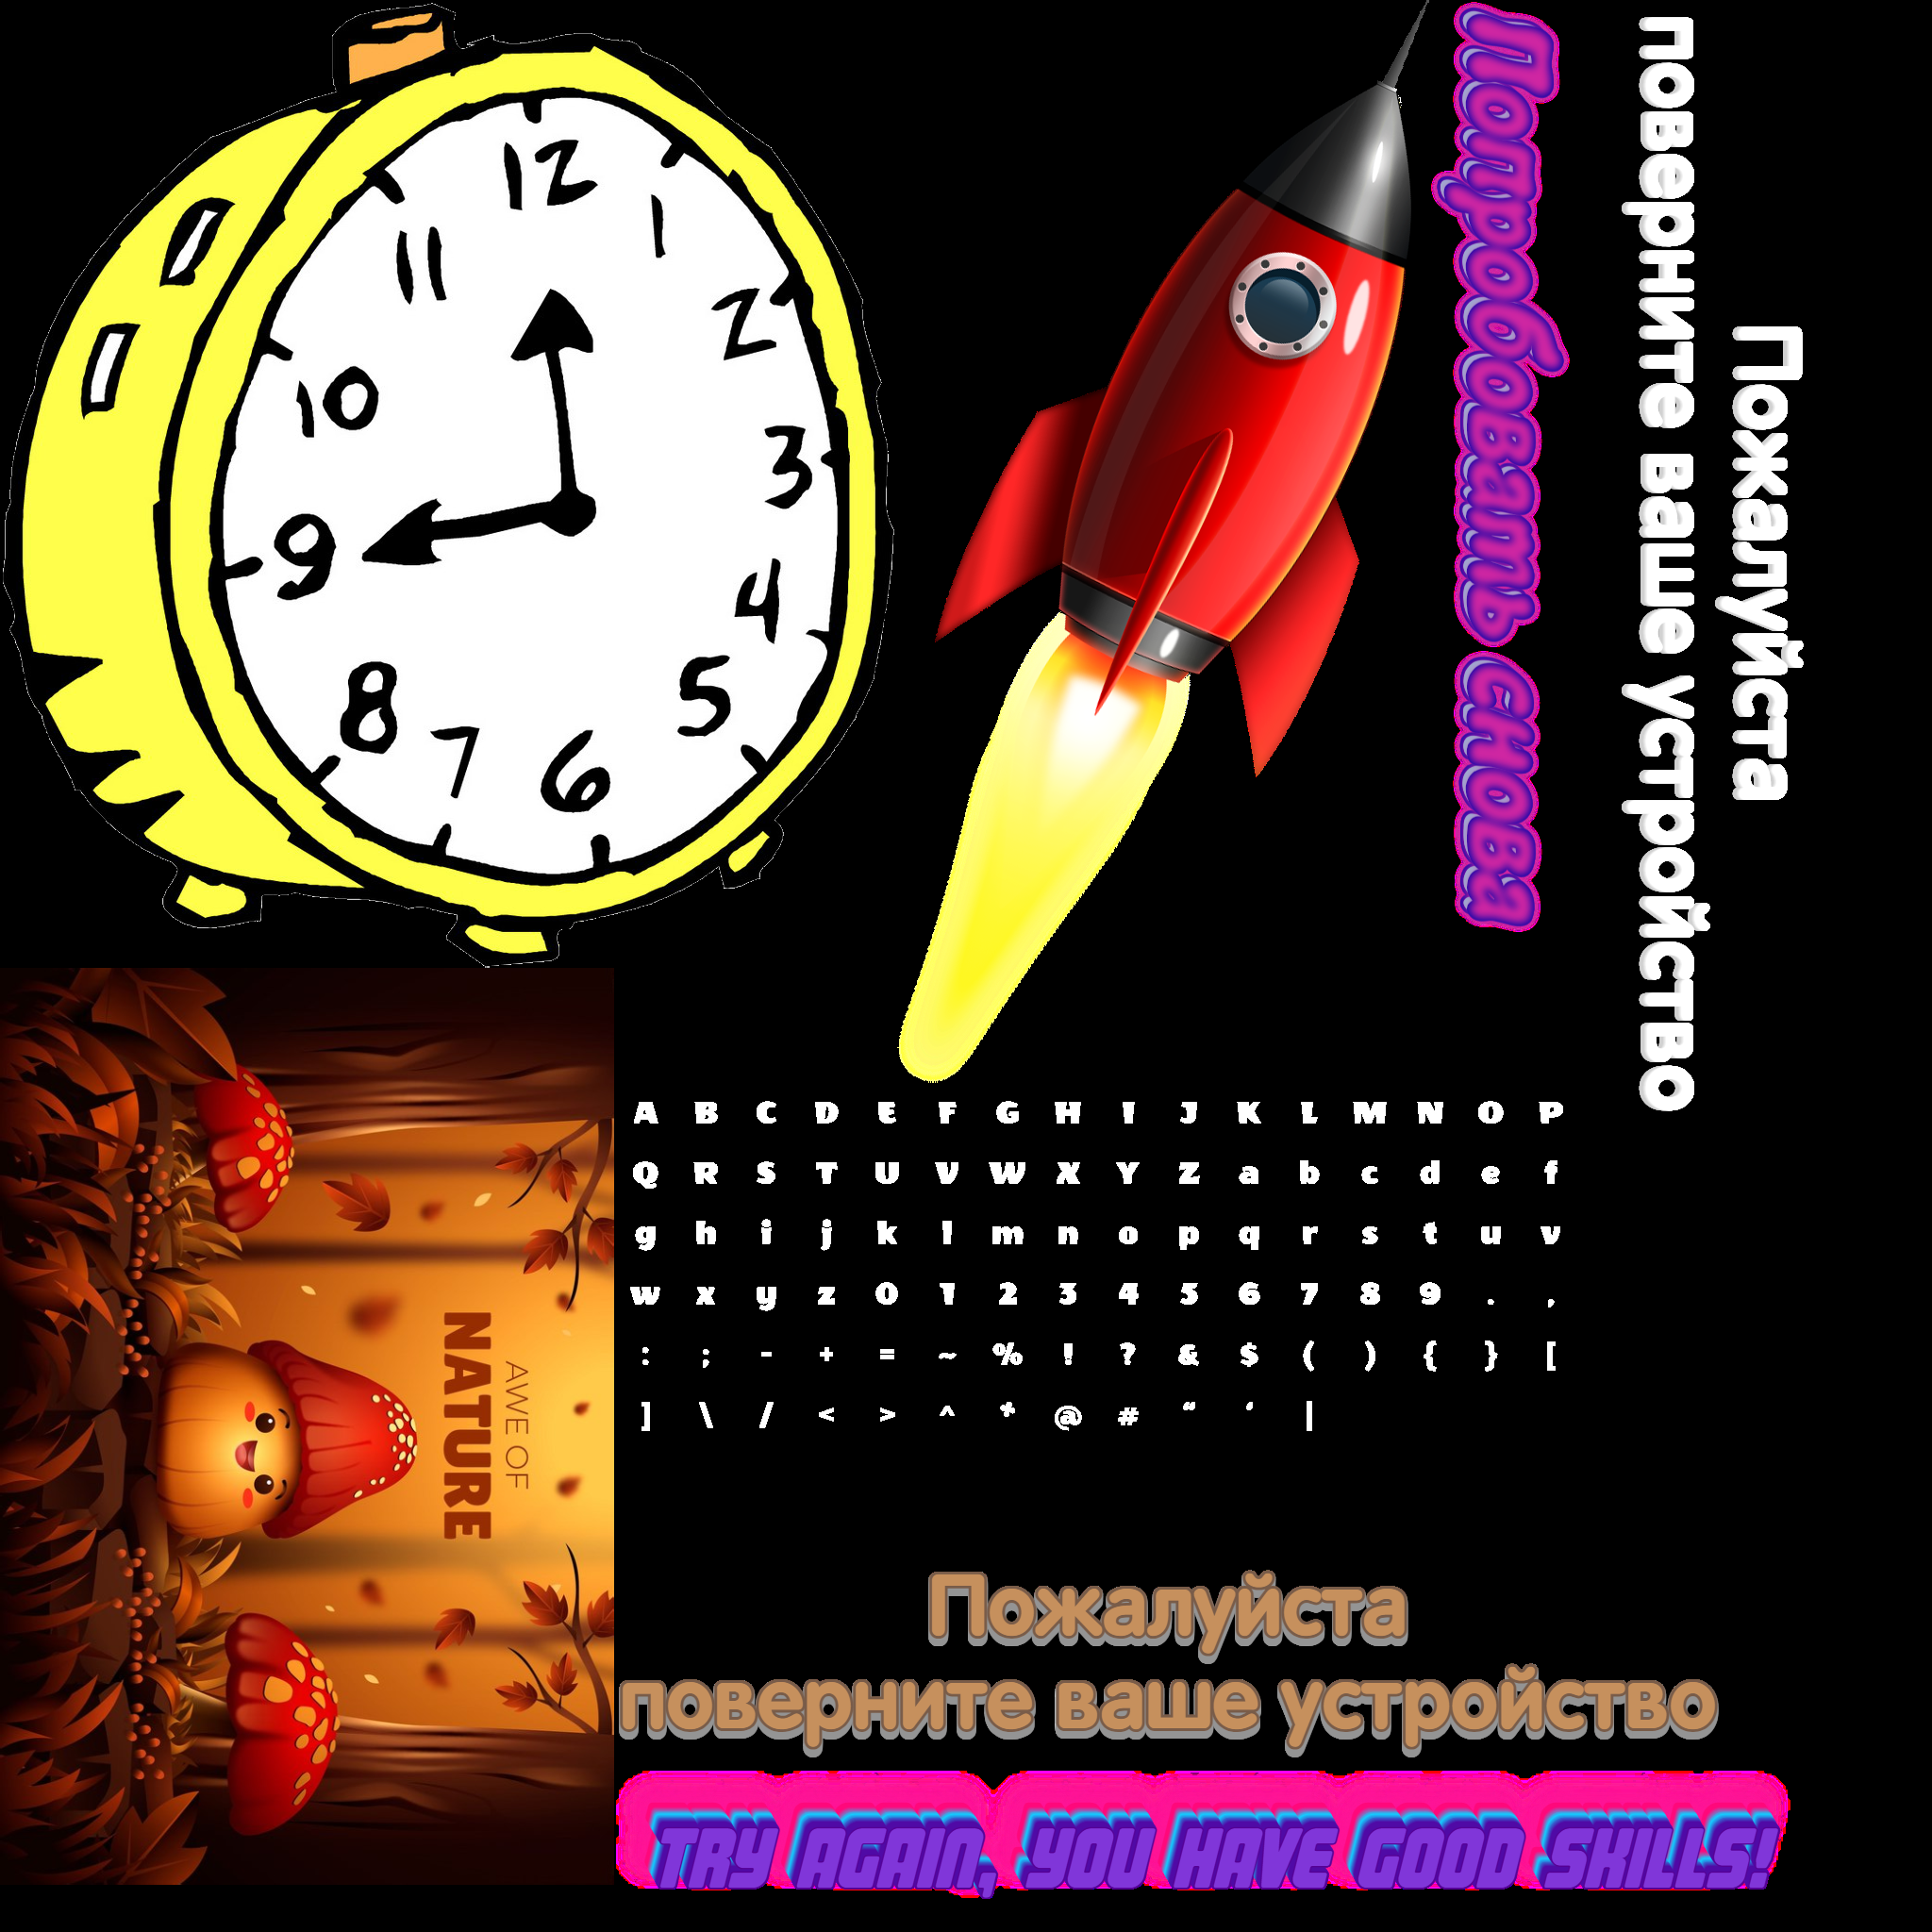 12
1
2
3
4
5
6
7
8
9
10
11
Попробовать снова
Пожалуйста
поверните ваше устройство
AWE OF
NATURE
A B C D E F G H I J K L M N O P
Q R S T U V W X Y Z a b c d e f
g h i j k l m n o p q r s t u v
w x y z 0 1 2 3 4 5 6 7 8 9 . ,
: ; - + = ~ % ! ? & $ ( ) { } [
] \ / < > ^ * @ # “ ‘ |
Пожалуйста
поверните ваше устройство
TRY AGAIN, YOU HAVE GOOD SKILLS!